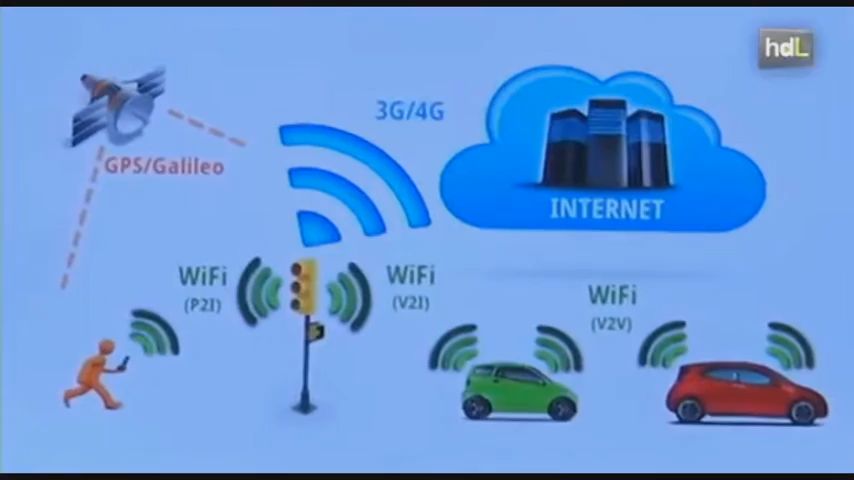 hdL
3G/4G
GPS/Galileo
INTERNET
WiFi
(P2I)
WiFi
(V2I)
WiFi
(V2V)